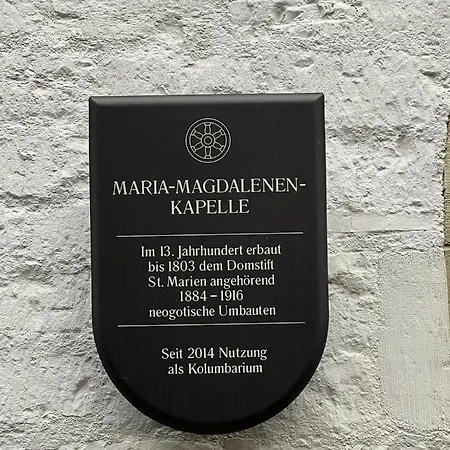 MARIA-MAGDALENEN-
KAPELLE
Im 13. Jahrhundert erbaut
bis 1803 dem Domstift
St. Marien angehörend
1884 – 1916
neogotische Umbauten
Seit 2014 Nutzung
als Kolumbarium